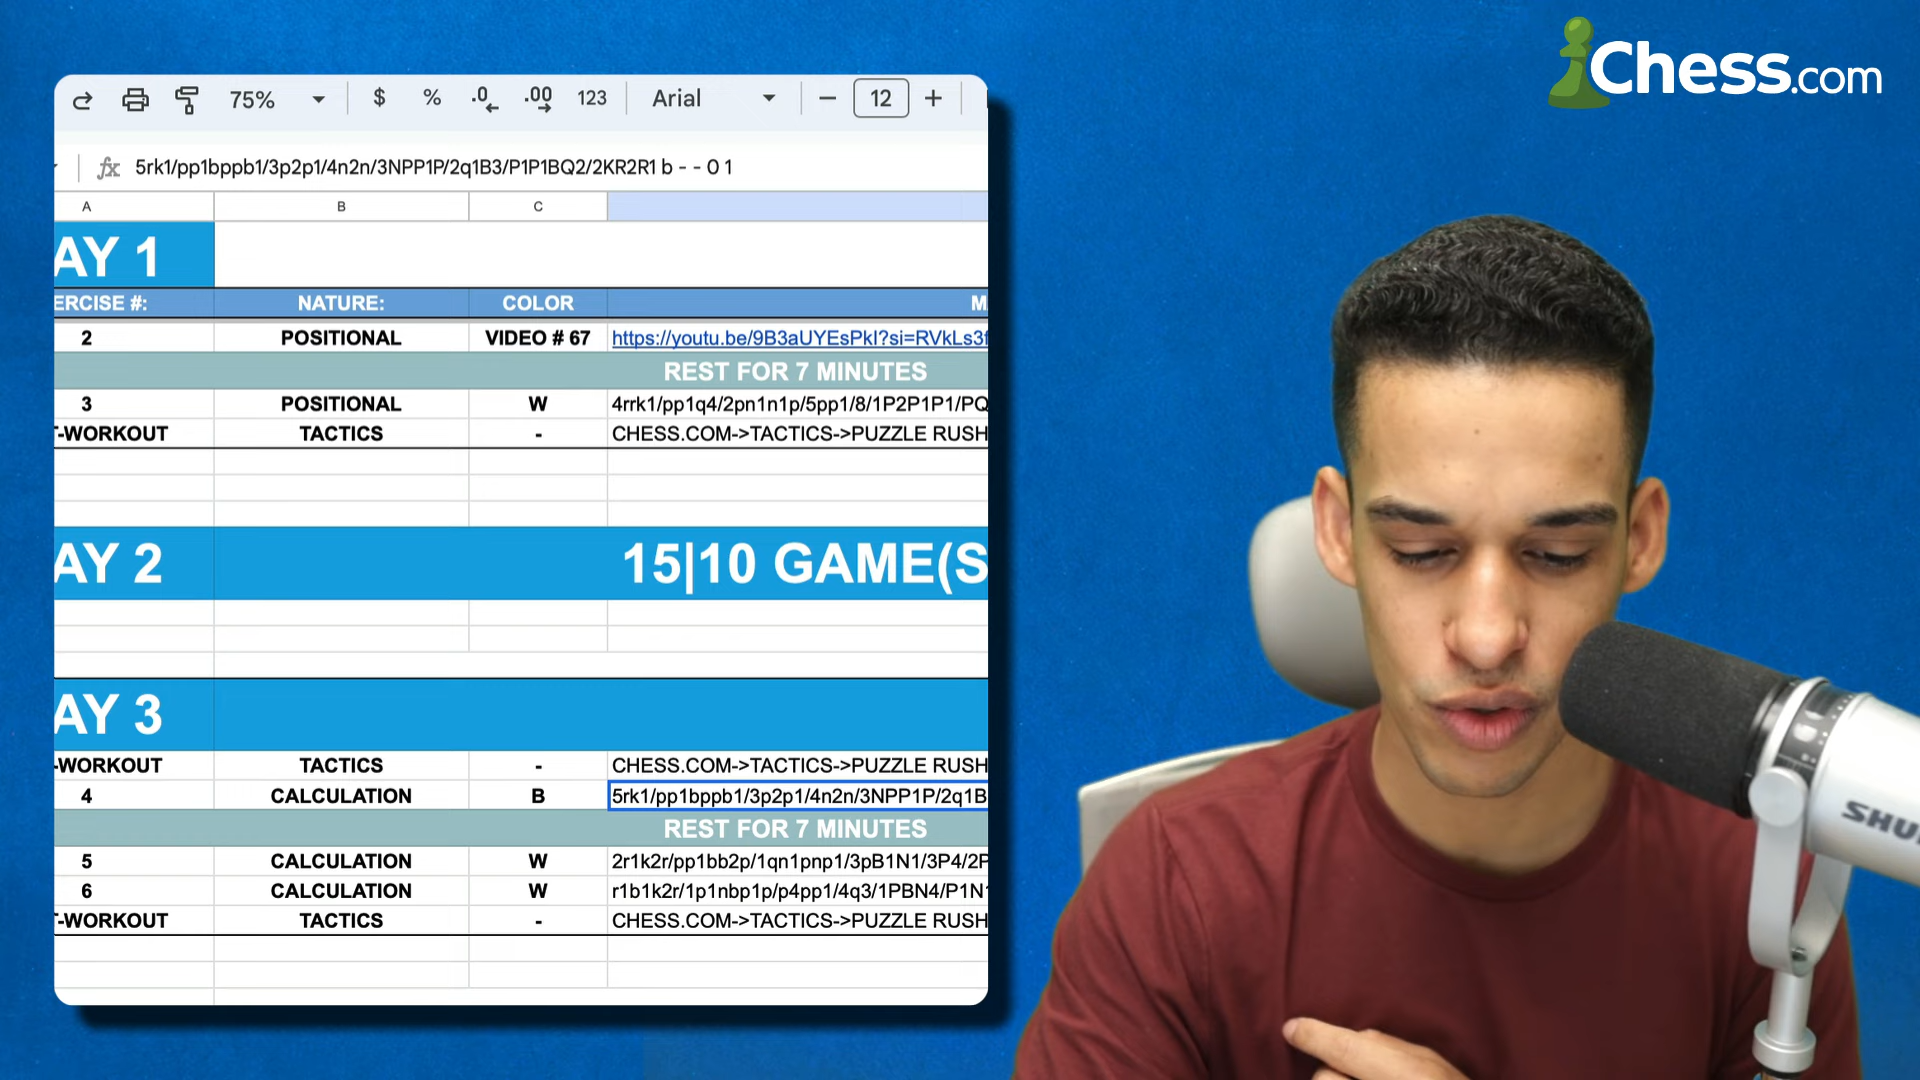 Chess.com
75% $ % .0 .00 123 Arial 12
fx 5rk1/pp1bppb1/3p2p1/4n2n/3NPP1P/2q1B3/P1P1BQ2/2KR2R1 b - - 0 1
A B C
AY 1
ERCISE #: NATURE: COLOR M
2 POSITIONAL VIDEO # 67 https://youtu.be/9B3aUYEsPkI?si=RVkLs3f
REST FOR 7 MINUTES
3 POSITIONAL W 4rrk1/pp1q4/2pn1n1p/5pp1/8/1P2P1P1/PQ
T-WORKOUT TACTICS - CHESS.COM->TACTICS->PUZZLE RUSH
AY 2 15|10 GAME(S
AY 3
-WORKOUT TACTICS - CHESS.COM->TACTICS->PUZZLE RUSH
4 CALCULATION B 5rk1/pp1bppb1/3p2p1/4n2n/3NPP1P/2q1B
REST FOR 7 MINUTES
5 CALCULATION W 2r1k2r/pp1bb2p/1qn1pnp1/3pB1N1/3P4/2P
6 CALCULATION W r1b1k2r/1p1nbp1p/p4pp1/4q3/1PBN4/P1N1
T-WORKOUT TACTICS - CHESS.COM->TACTICS->PUZZLE RUSH